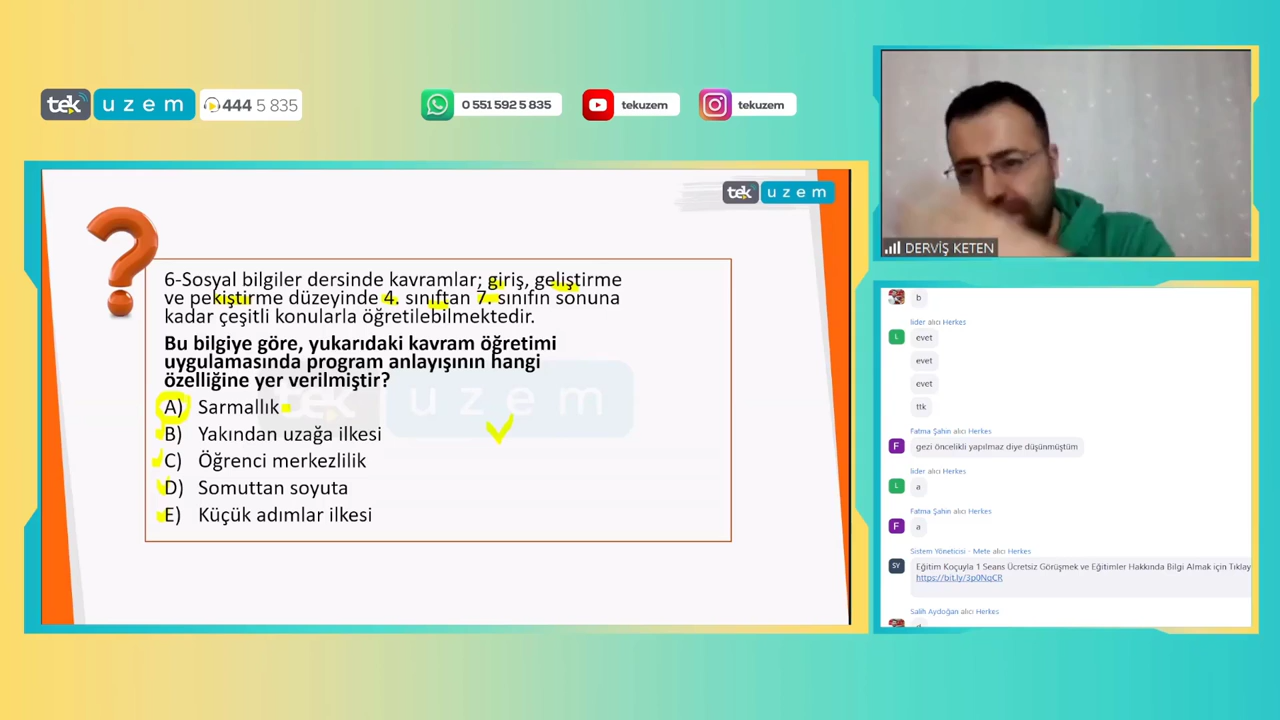 tek uzem 444 5 835
0 551 592 5 835
tekuzem
tekuzem
tek uzem
6-Sosyal bilgiler dersinde kavramlar; giriş, geliştirme
ve pekiştirme düzeyinde 4. sınıftan 7. sınıfın sonuna
kadar çeşitli konularla öğretilebilmektedir.
Bu bilgiye göre, yukarıdaki kavram öğretimi
uygulamasında program anlayışının hangi
özelliğine yer verilmiştir?
A) Sarmallık
B) Yakından uzağa ilkesi
C) Öğrenci merkezlilik
D) Somuttan soyuta
E) Küçük adımlar ilkesi
tek uzem
DERVİŞ KETEN
b
lider alıcı Herkes
L
evet
evet
evet
ttk
Fatma Şahin alıcı Herkes
F
gezi öncelikli yapılmaz diye düşünmüştüm
lider alıcı Herkes
L
a
Fatma Şahin alıcı Herkes
F
a
Sistem Yöneticisi - Mete alıcı Herkes
SY
Eğitim Koçuyla 1 Seans Ücretsiz Görüşmek ve Eğitimler Hakkında Bilgi Almak için Tıklay
https://bit.ly/3p0NqCR
Salih Aydoğan alıcı Herkes